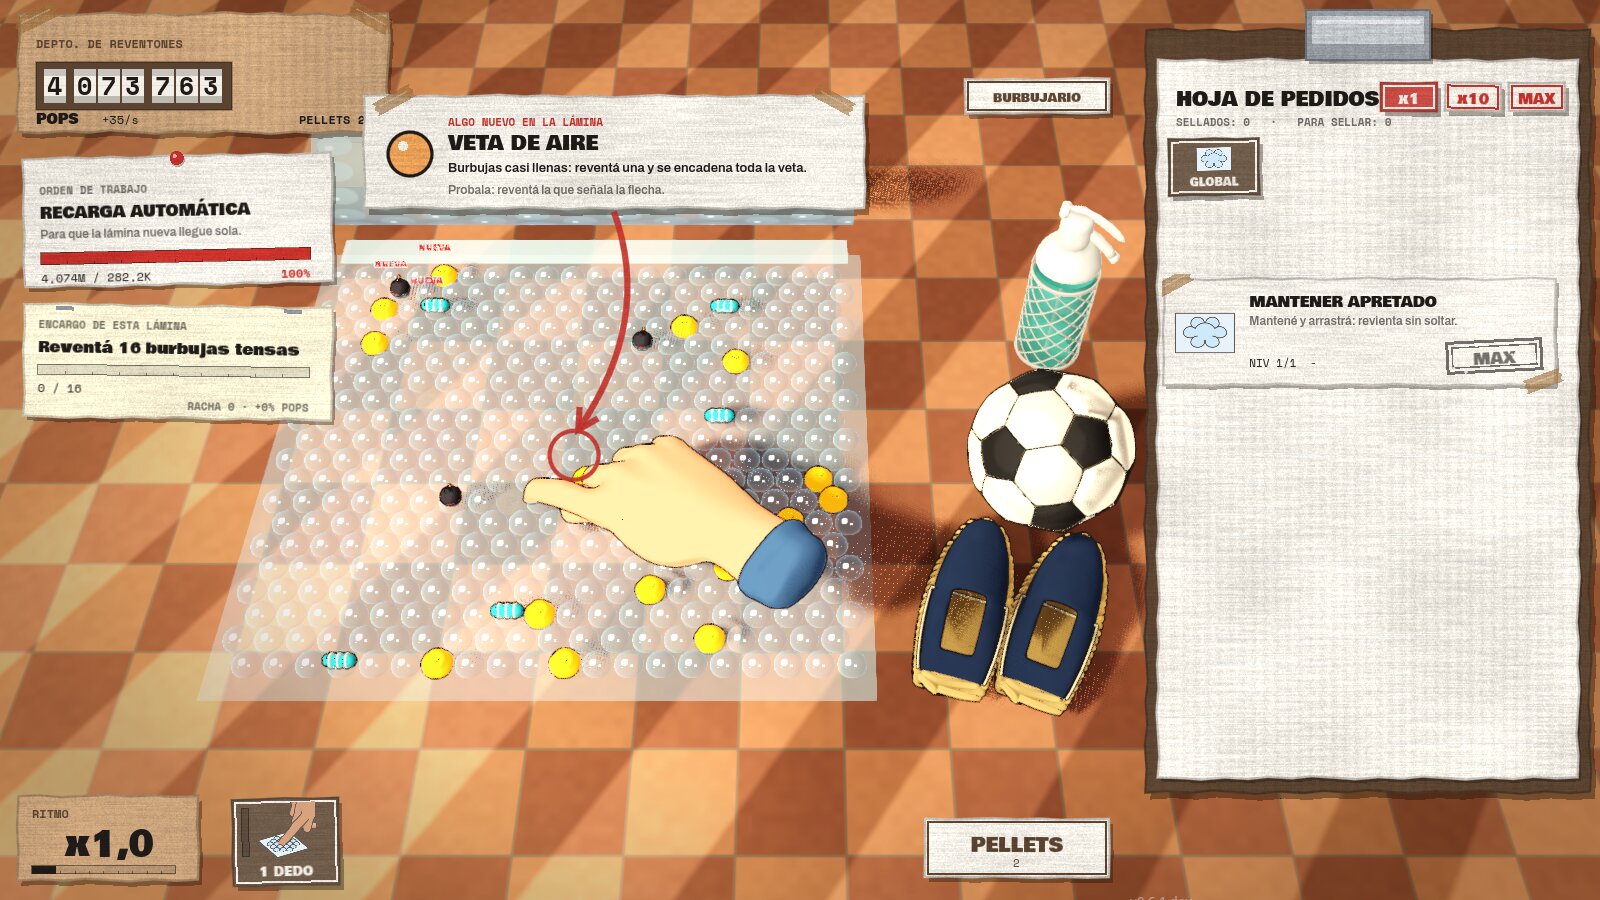 DEPTO. DE REVENTONES
4 073 763
POPS +35/s PELLETS 2
ALGO NUEVO EN LA LÁMINA
VETA DE AIRE
Burbujas casi llenas: reventá una y se encadena toda la veta.
Probala: reventá la que señala la flecha.
ORDEN DE TRABAJO
RECARGA AUTOMÁTICA
Para que la lámina nueva llegue sola.
4.074M / 282.2K 100%
ENCARGO DE ESTA LÁMINA
Reventá 16 burbujas tensas
0 / 16
RACHA 0 · +0% POPS
NUEVA
NUEVA
NUEVA
BURBUJARIO
HOJA DE PEDIDOS
x1 x10 MAX
SELLADOS: 0 · PARA SELLAR: 0
GLOBAL
MANTENER APRETADO
Mantené y arrastrá: revienta sin soltar.
NIV 1/1 -
MAX
RITMO
x1,0
1 DEDO
PELLETS
2